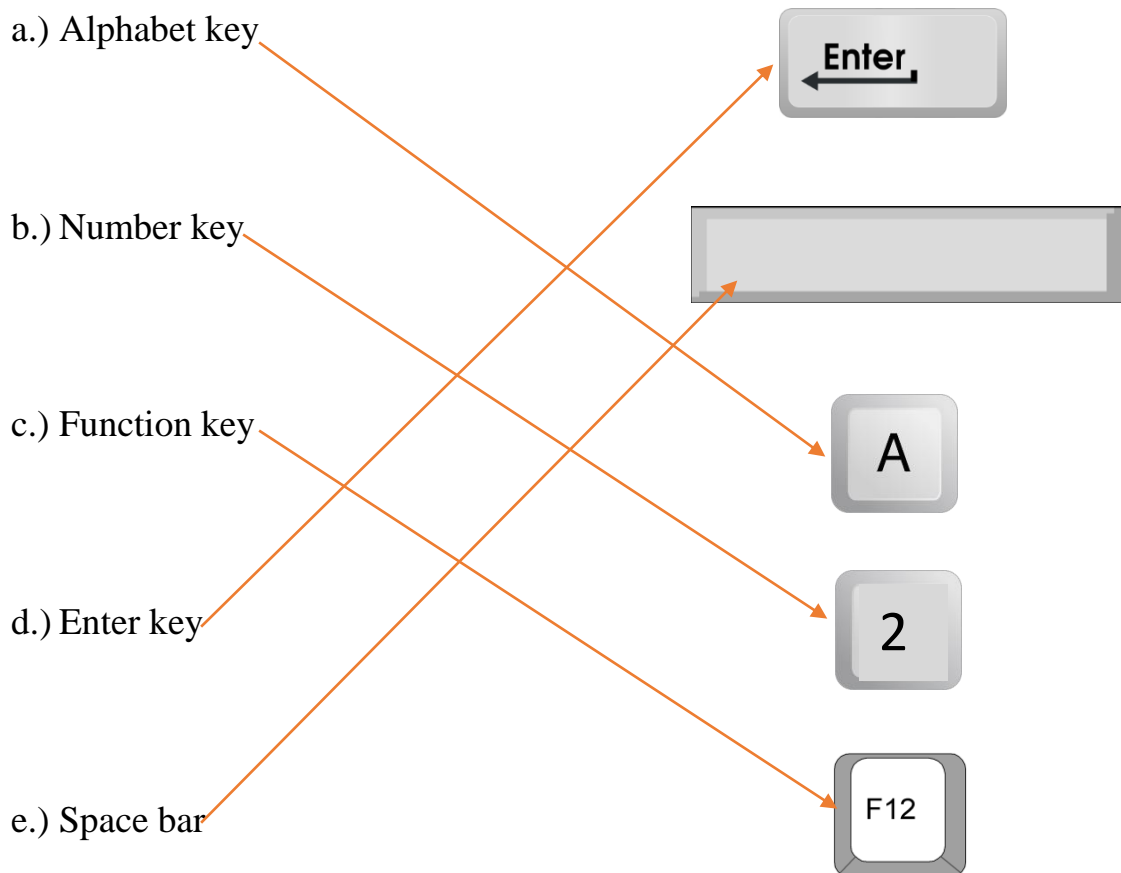 a.) Alphabet key
Enter
b.) Number key
c.) Function key
A
d.) Enter key
2
e.) Space bar
F12